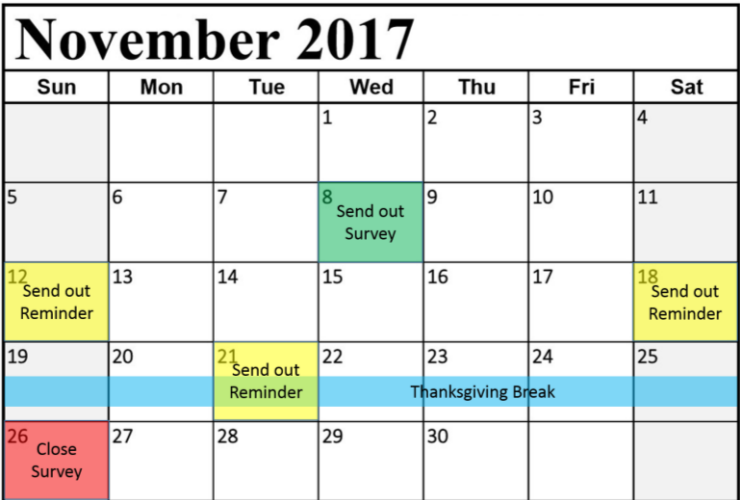 November 2017
Sun Mon Tue Wed Thu Fri Sat
1 2 3 4
5 6 7 8 9 10 11
Send out
Survey
12 13 14 15 16 17 18
Send out Send out
Reminder Reminder
19 20 21 22 23 24 25
Send out
Reminder Thanksgiving Break
26 27 28 29 30
Close
Survey